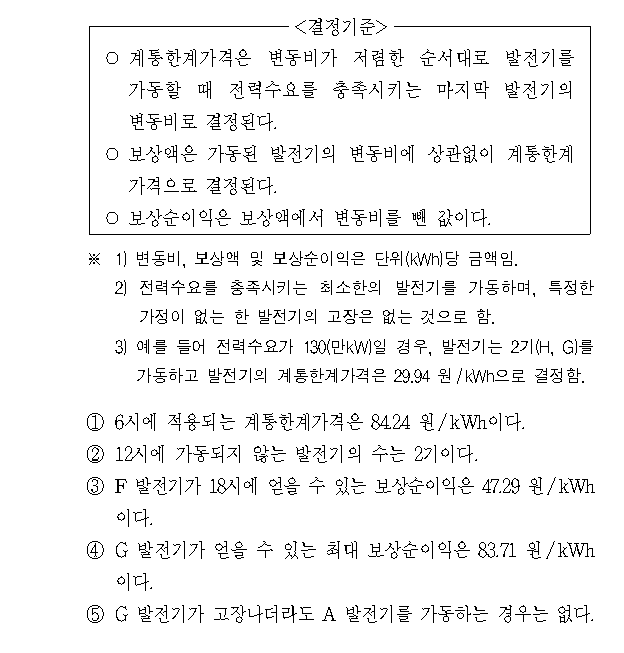 <결정기준>
○ 계통한계가격은 변동비가 저렴한 순서대로 발전기를
가동할 때 전력수요를 충족시키는 마지막 발전기의
변동비로 결정된다.
○ 보상액은 가동된 발전기의 변동비에 상관없이 계통한계
가격으로 결정된다.
○ 보상순이익은 보상액에서 변동비를 뺀 값이다.
※ 1) 변동비, 보상액 및 보상순이익은 단위(kWh)당 금액임.
2) 전력수요를 충족시키는 최소한의 발전기를 가동하며, 특정한
가정이 없는 한 발전기의 고장은 없는 것으로 함.
3) 예를 들어 전력수요가 130(만kW)일 경우, 발전기는 2기(H, G)를
가동하고 발전기의 계통한계가격은 29.94 원/kWh으로 결정함.
① 6시에 적용되는 계통한계가격은 84.24 원/kWh이다.
② 12시에 가동되지 않는 발전기의 수는 2기이다.
③ F 발전기가 18시에 얻을 수 있는 보상순이익은 47.29 원/kWh
이다.
④ G 발전기가 얻을 수 있는 최대 보상순이익은 83.71 원/kWh
이다.
⑤ G 발전기가 고장나더라도 A 발전기를 가동하는 경우는 없다.